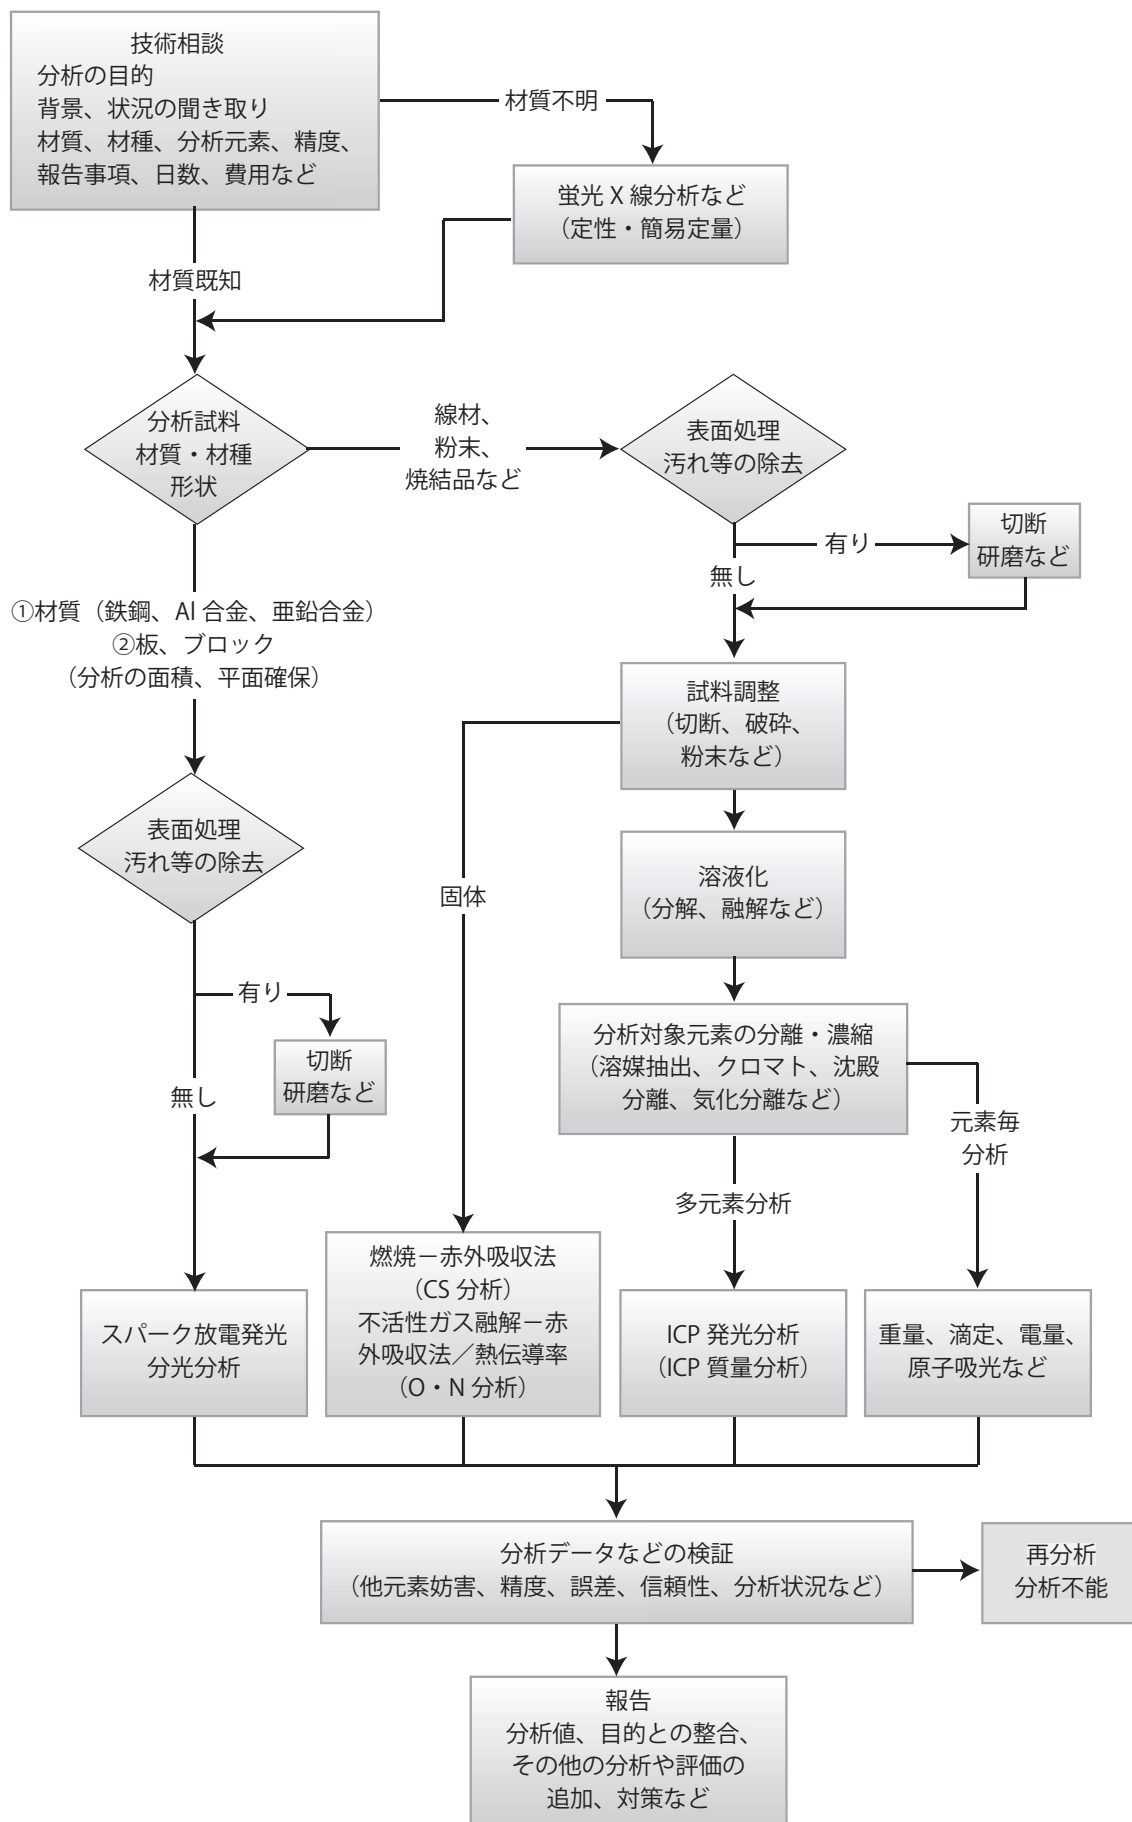 技術相談
分析の目的
背景、状況の聞き取り
材質、材種、分析元素、精度、
報告事項、日数、費用など
材質不明
蛍光 X 線分析など
（定性・簡易定量）
材質既知
分析試料
材質・材種
形状
線材、
粉末、
焼結品など
表面処理
汚れ等の除去
有り
切断
研磨など
無し
①材質（鉄鋼、Al 合金、亜鉛合金）
②板、ブロック
（分析の面積、平面確保）
試料調整
（切断、破砕、
粉末など）
表面処理
汚れ等の除去
溶液化
（分解、融解など）
固体
有り
切断
研磨など
無し
分析対象元素の分離・濃縮
（溶媒抽出、クロマト、沈殿
分離、気化分離など）
元素毎
分析
多元素分析
スパーク放電発光
分光分析
燃焼－赤外吸収法
（CS 分析）
不活性ガス融解－赤
外吸収法／熱伝導率
（O・N 分析）
ICP 発光分析
（ICP 質量分析）
重量、滴定、電量、
原子吸光など
分析データなどの検証
（他元素妨害、精度、誤差、信頼性、分析状況など）
再分析
分析不能
報告
分析値、目的との整合、
その他の分析や評価の
追加、対策など